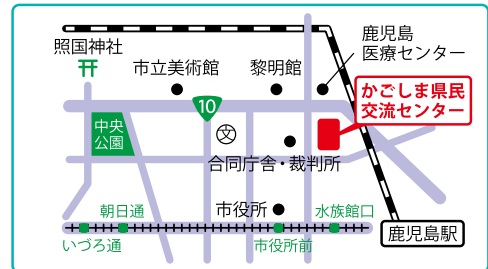 照国神社
鹿児島
医療センター
市立美術館
黎明館
かごしま県民
交流センター
10
中央
公園
文
合同庁舎・裁判所
朝日通
市役所
水族館口
いづろ通
市役所前
鹿児島駅